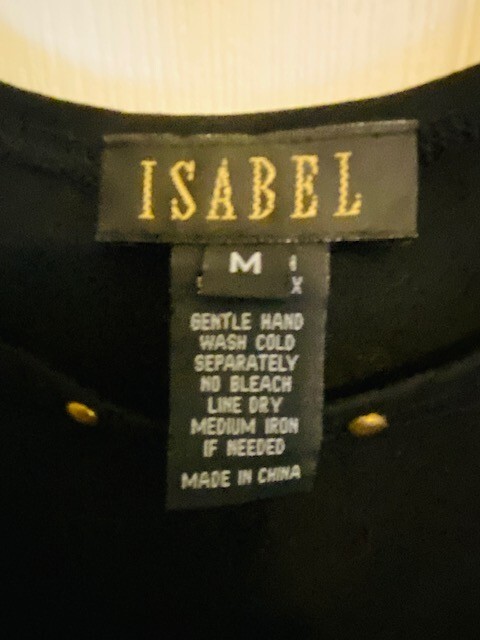 ISABEL
M
X
GENTLE HAND
WASH COLD
SEPARATELY
NO BLEACH
LINE DRY
MEDIUM IRON
IF NEEDED
MADE IN CHINA